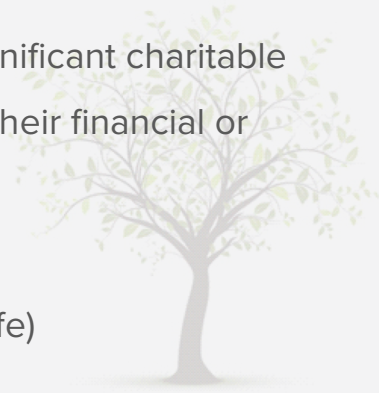 nificant charitable
heir financial or
fe)